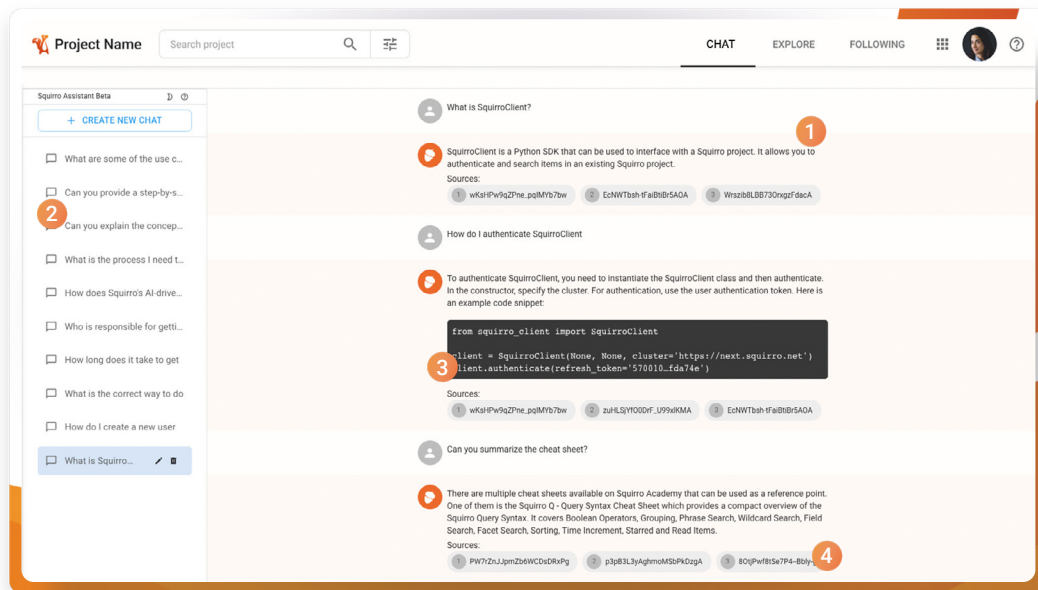 Project Name
Search project
CHAT
EXPLORE
FOLLOWING
Squirro Assistant Beta
+ CREATE NEW CHAT
What are some of the use c...
Can you provide a step-by-s...
2
Can you explain the concep...
What is the process I need t...
How does Squirro's AI-drive...
Who is responsible for getti...
How long does it take to get
What is the correct way to do
How do I create a new user
What is Squirro...
What is SquirroClient?
1
SquirroClient is a Python SDK that can be used to interface with a Squirro project. It allows you to
authenticate and search items in an existing Squirro project.
Sources:
1 wKsHPw9qZPne_pqIMYb7bw 2 EcNWTbsh-tFaiBtiBr5AOA 3 Wrszib8LBB73OrxgzFdacA
How do I authenticate SquirroClient
To authenticate SquirroClient, you need to instantiate the SquirroClient class and then authenticate.
In the constructor, specify the cluster. For authentication, use the user authentication token. Here is
an example code snippet:
from squirro_client import SquirroClient
client = SquirroClient(None, None, cluster='https://next.squirro.net')
3
client.authenticate(refresh_token='570010…fda74e')
Sources:
1 wKsHPw9qZPne_pqIMYb7bw 2 zuHLSjYfO0DrF_U99xIKMA 3 EcNWTbsh-tFaiBtiBr5AOA
Can you summarize the cheat sheet?
There are multiple cheat sheets available on Squirro Academy that can be used as a reference point.
One of them is the Squirro Q - Query Syntax Cheat Sheet which provides a compact overview of the
Squirro Query Syntax. It covers Boolean Operators, Grouping, Phrase Search, Wildcard Search, Field
Search, Facet Search, Sorting, Time Increment, Starred and Read Items.
Sources:
1 PW7rZnJJpmZb6WCDsDRxPg 2 p3pB3L3yAghmoMSbPkDzgA 3
4